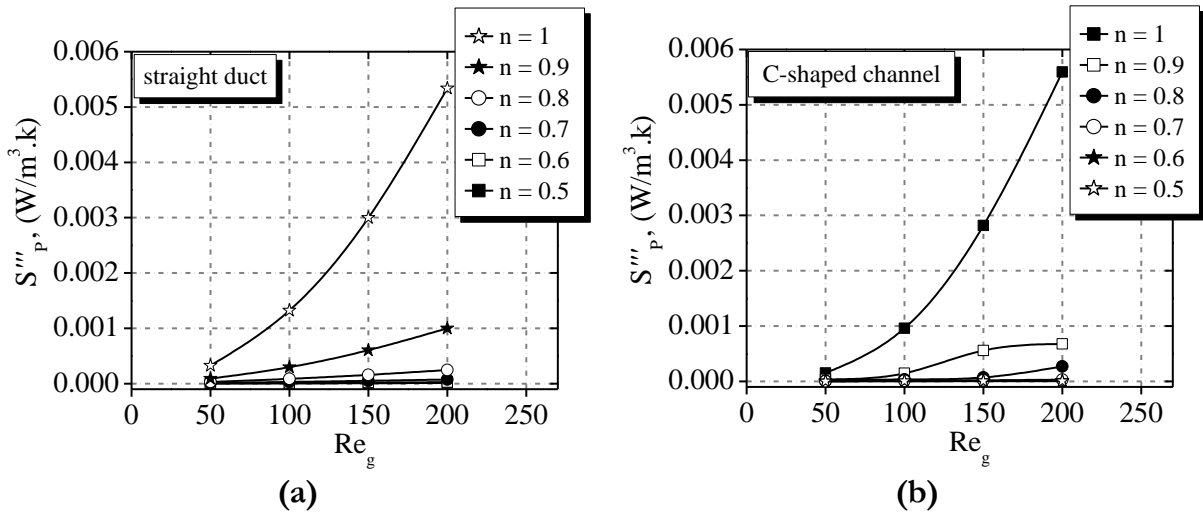 straight duct
n = 1
n = 0.9
n = 0.8
n = 0.7
n = 0.6
n = 0.5
0.006
0.005
0.004
0.003
0.002
0.001
0.000
S'''P, (W/m³.k)
0 50 100 150 200 250
Reg
(a)
C-shaped channel
n = 1
n = 0.9
n = 0.8
n = 0.7
n = 0.6
n = 0.5
0.006
0.005
0.004
0.003
0.002
0.001
0.000
S'''P, (W/m³.k)
0 50 100 150 200 250
Reg
(b)